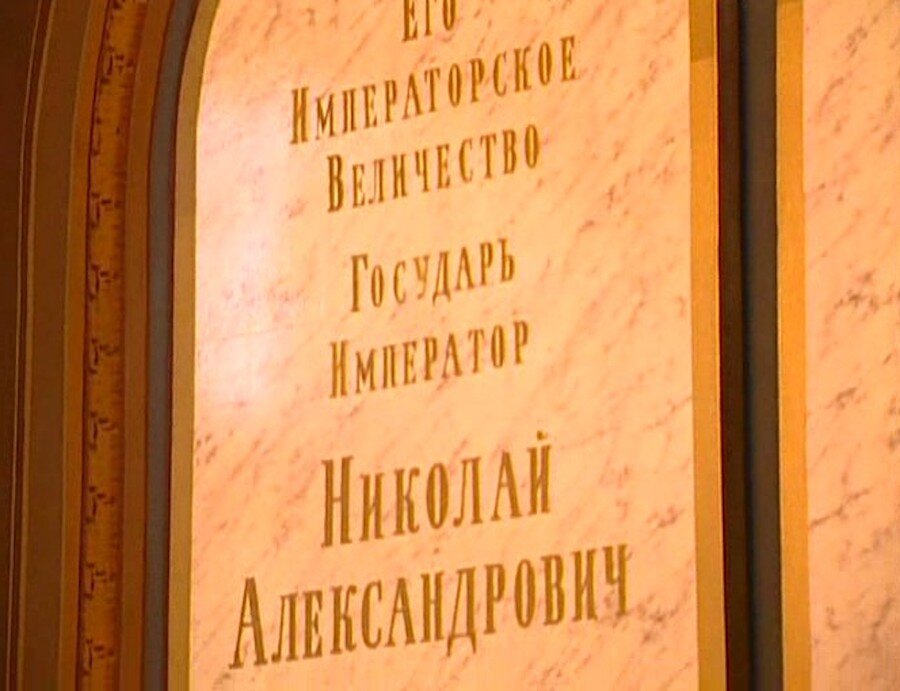 Его
Императорское
Величество
Государь
Император
Николай
Александрович